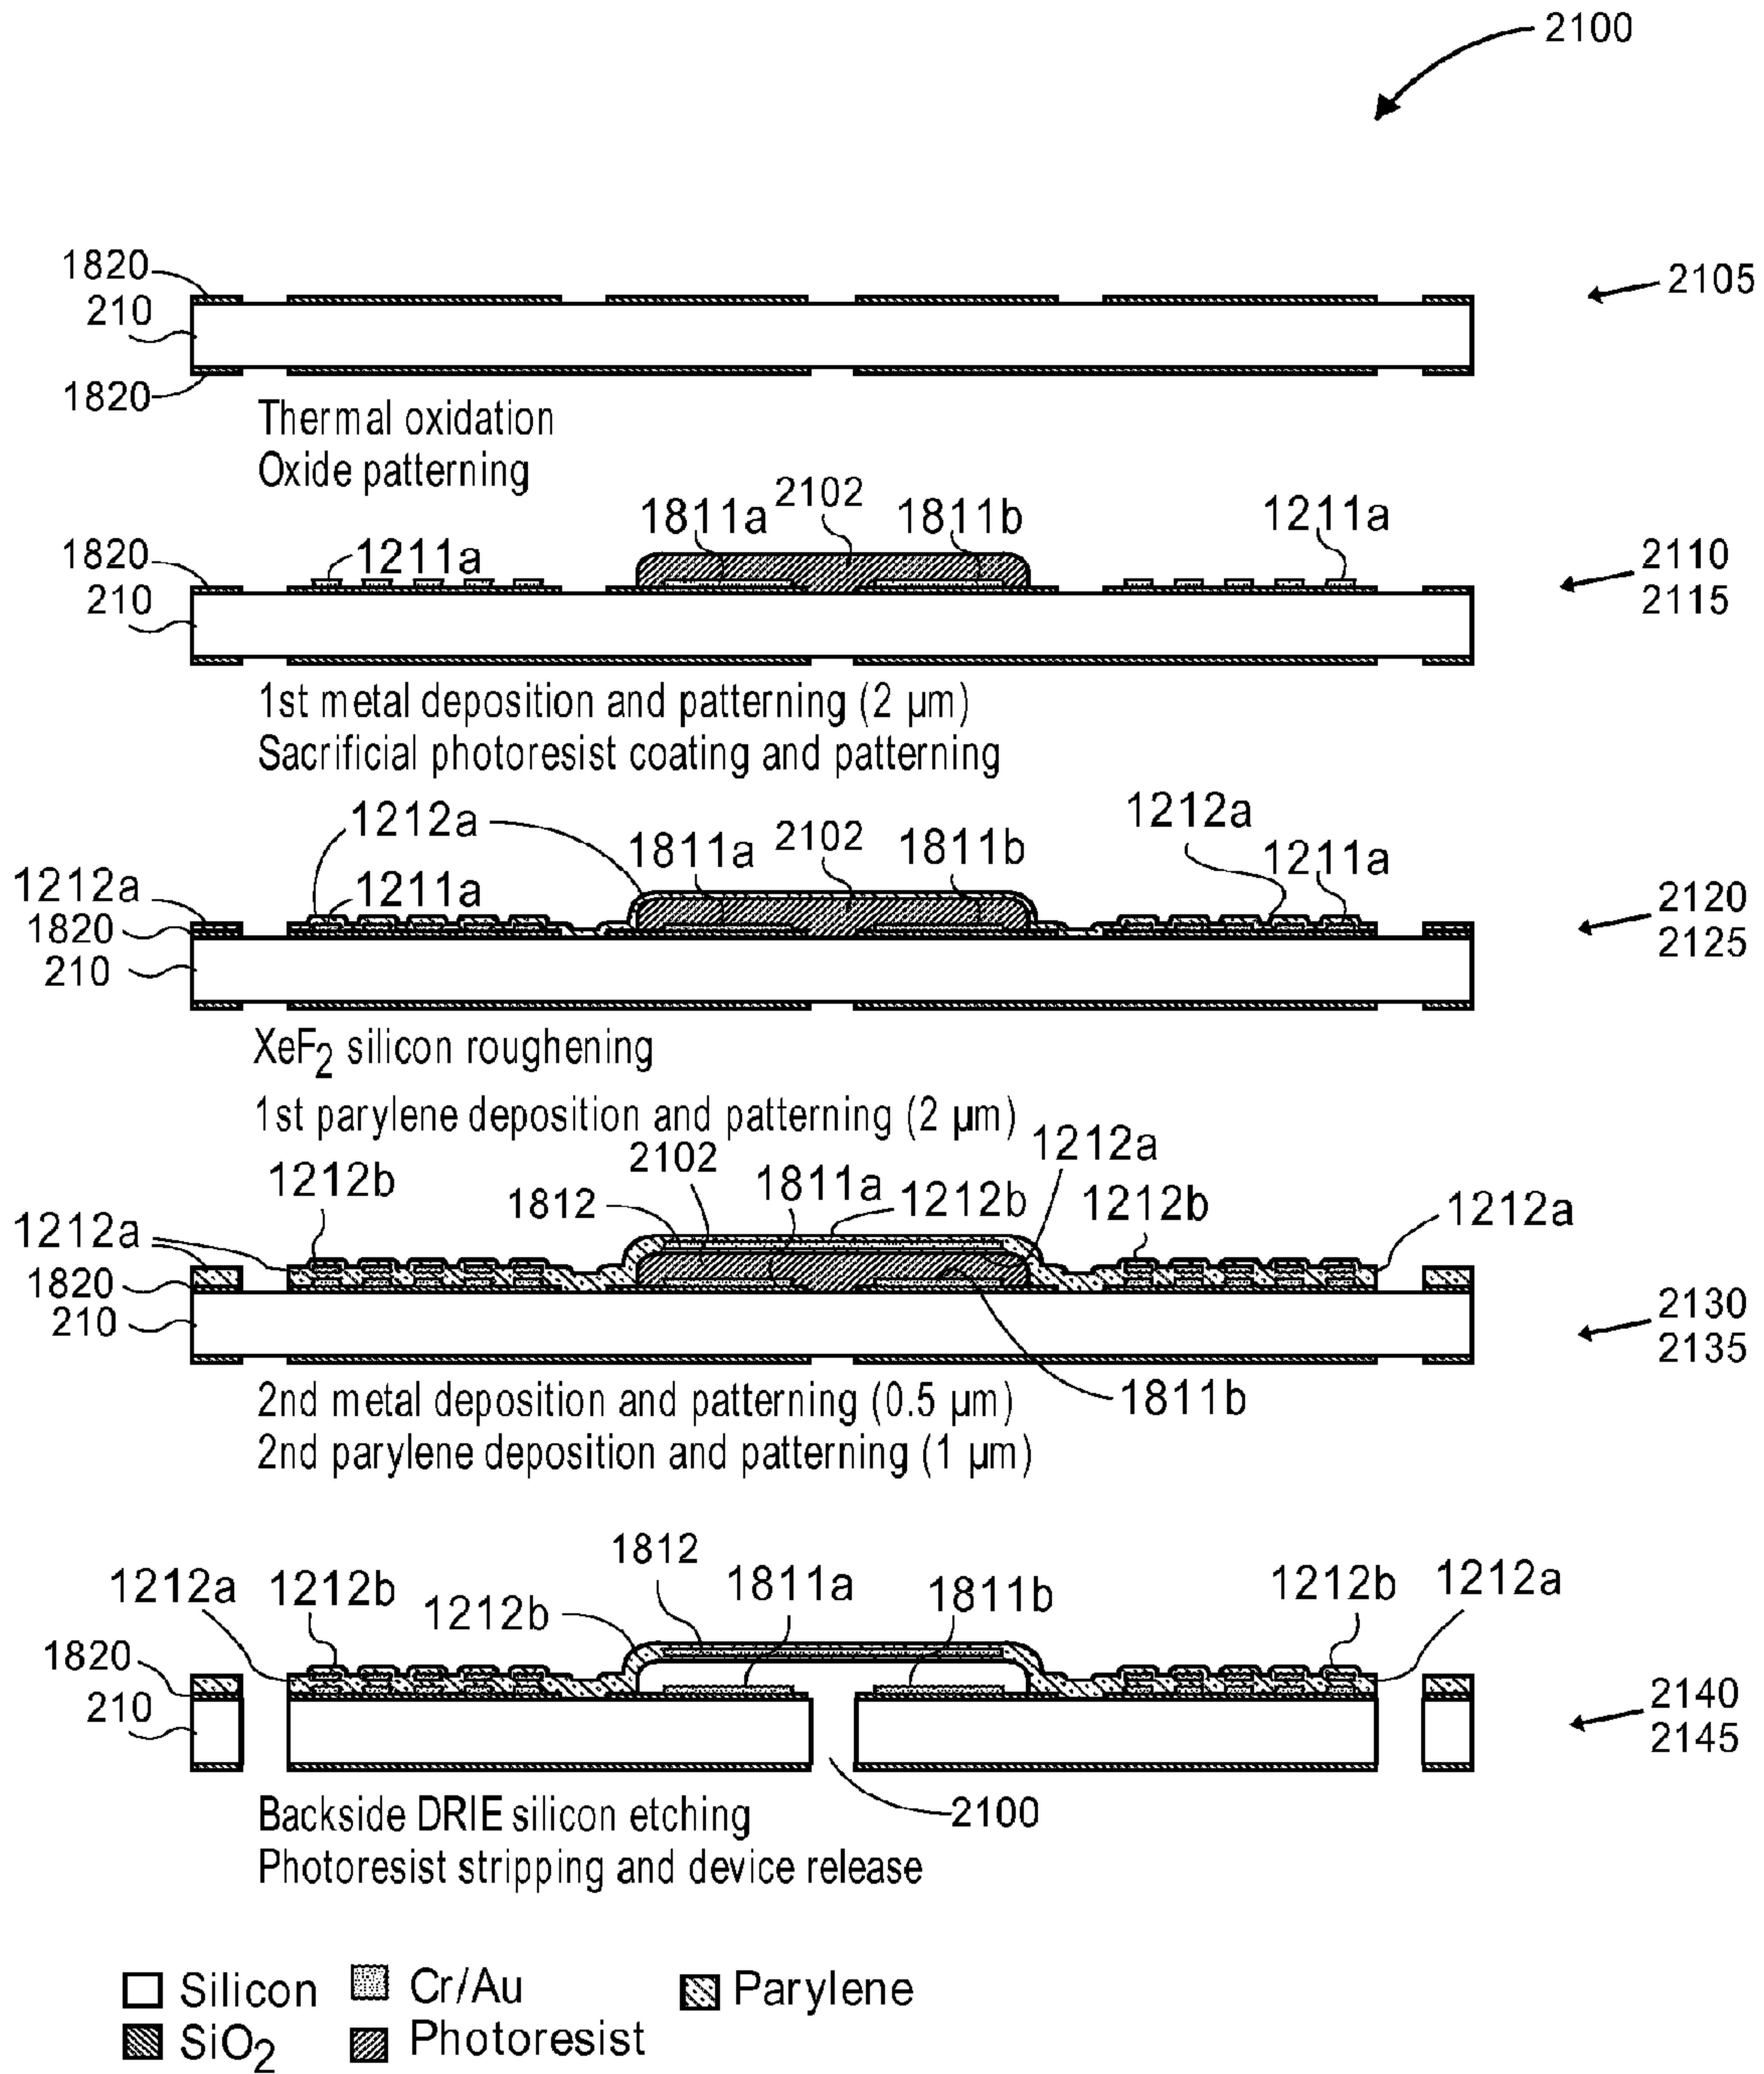 2100
1820
210
1820
2105
Thermal oxidation
Oxide patterning
1811a 2102 1811b 1211a
1820 1211a
210
2110
2115
1st metal deposition and patterning (2 µm)
Sacrificial photoresist coating and patterning
1212a 1811a 2102 1811b 1212a
1211a
1212a 1211a
1820
210
2120
2125
XeF2 silicon roughening
1st parylene deposition and patterning (2 µm)
2102 1212a
1212b 1812 1811a 1212b 1212b 1212a
1212a
1820
210
2130
2135
1811b
2nd metal deposition and patterning (0.5 µm)
2nd parylene deposition and patterning (1 µm)
1812
1212a 1212b 1212b 1811a 1811b 1212b 1212a
1820
210
2140
2145
2100
Backside DRIE silicon etching
Photoresist stripping and device release
Silicon Cr/Au Parylene
SiO2 Photoresist